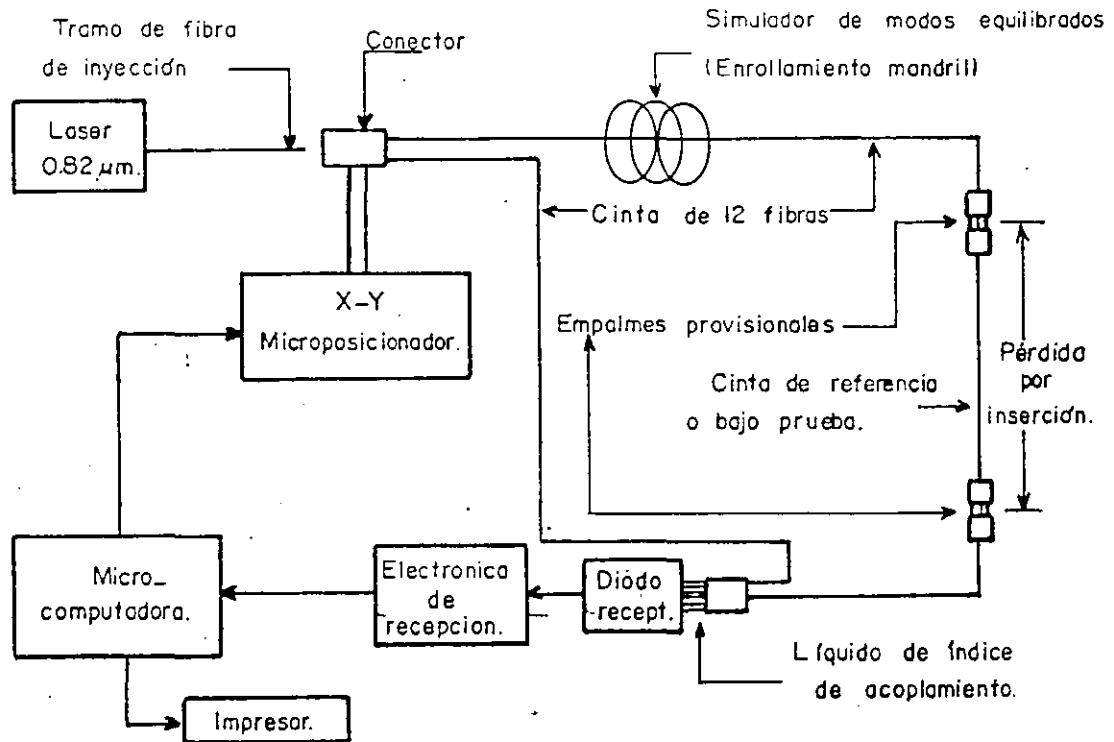 Tramo de fibra
de inyección
Conector
Simulador de modos equilibrados
(Enrollamiento mandril)
Laser
0.82 µm.
Cinta de 12 fibras
X-Y
Microposicionador.
Empalmes provisionales
Pérdida
por
inserción.
Cinta de referencia
o bajo prueba.
Micro_
computadora.
Electronica
de
recepcion.
Diódo
recept.
Líquido de índice
de acoplamiento.
Impresor.